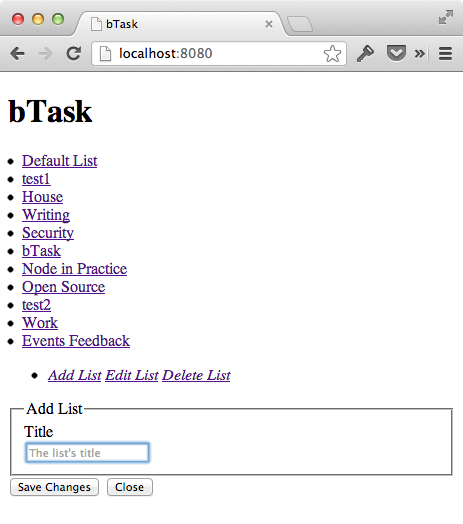 bTask
localhost:8080
bTask
Default List
test1
House
Writing
Security
bTask
Node in Practice
Open Source
test2
Work
Events Feedback
Add List Edit List Delete List
Add List
Title
The list's title
Save Changes Close